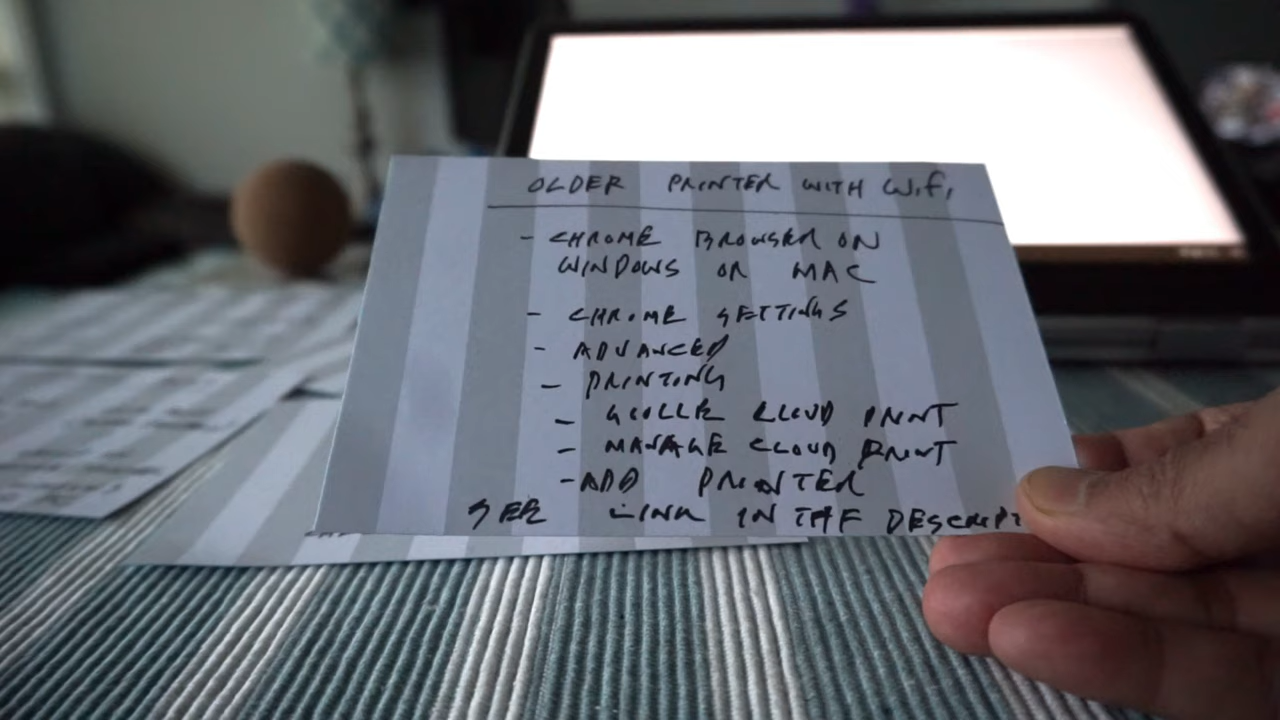 OLDER PRINTER WITH WiFi
- CHROME BROWSER ON
WINDOWS OR MAC
- CHROME SETTINGS
- ADVANCED
- PRINTING
- GOOGLE CLOUD PRINT
- MANAGE CLOUD PRINT
- ADD PRINTER
SEE LINK IN THE DESCRIPT